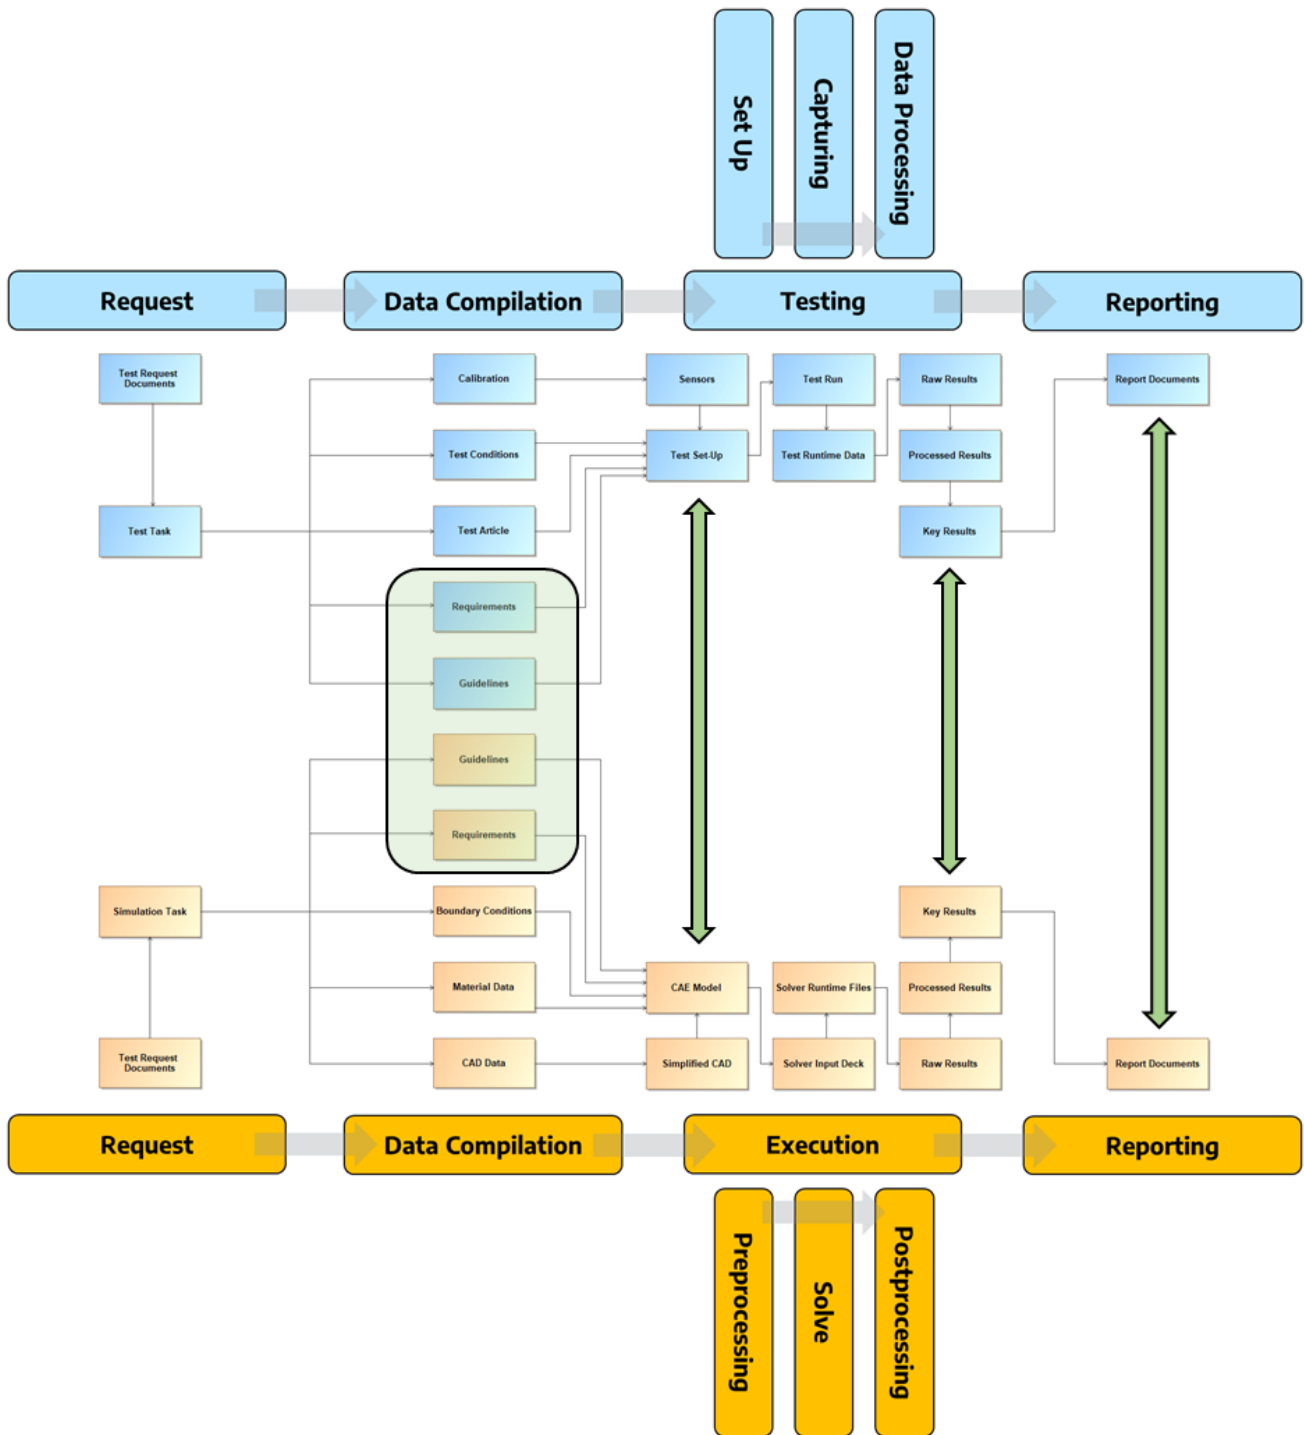 Set Up
Capturing
Data Processing
Request
Data Compilation
Testing
Reporting
Test Request
Documents
Calibration
Sensors
Test Run
Raw Results
Report Documents
Test Conditions
Test Set-Up
Test Runtime Data
Processed Results
Test Task
Test Article
Key Results
Requirements
Guidelines
Guidelines
Requirements
Simulation Task
Boundary Conditions
Key Results
Material Data
CAE Model
Solver Runtime Files
Processed Results
Test Request
Documents
CAD Data
Simplified CAD
Solver Input Deck
Raw Results
Report Documents
Request
Data Compilation
Execution
Reporting
Preprocessing
Solve
Postprocessing